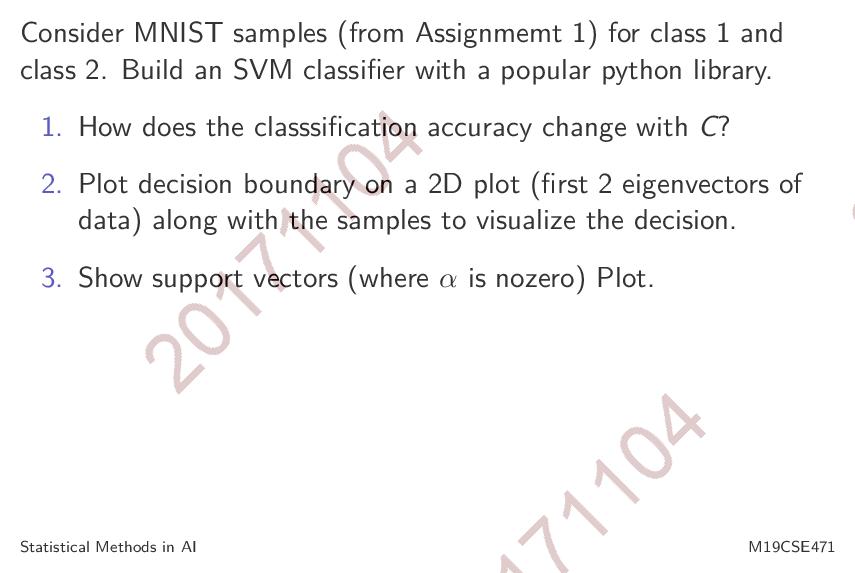 Consider MNIST samples (from Assignmemt 1) for class 1 and
class 2. Build an SVM classifier with a popular python library.
1. How does the classsification accuracy change with C?
2. Plot decision boundary on a 2D plot (first 2 eigenvectors of
data) along with the samples to visualize the decision.
3. Show support vectors (where α is nozero) Plot.
20171104
171104
Statistical Methods in AI
M19CSE471